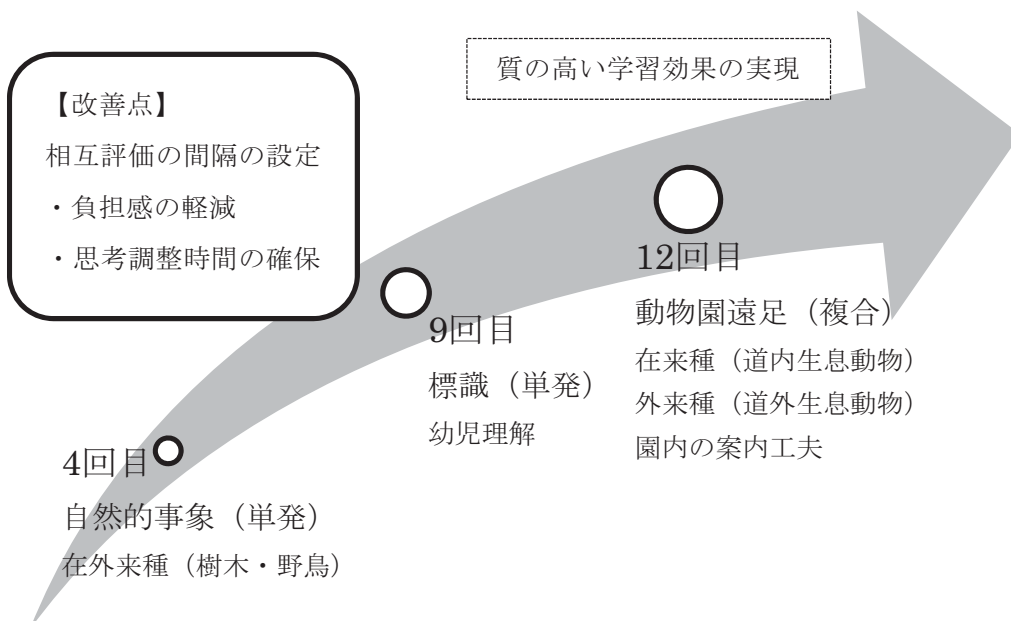 質の高い学習効果の実現
【改善点】
相互評価の間隔の設定
・負担感の軽減
・思考調整時間の確保
4回目
自然的事象（単発）
在外来種（樹木・野鳥）
9回目
標識（単発）
幼児理解
12回目
動物園遠足（複合）
在来種（道内生息動物）
外来種（道外生息動物）
園内の案内工夫